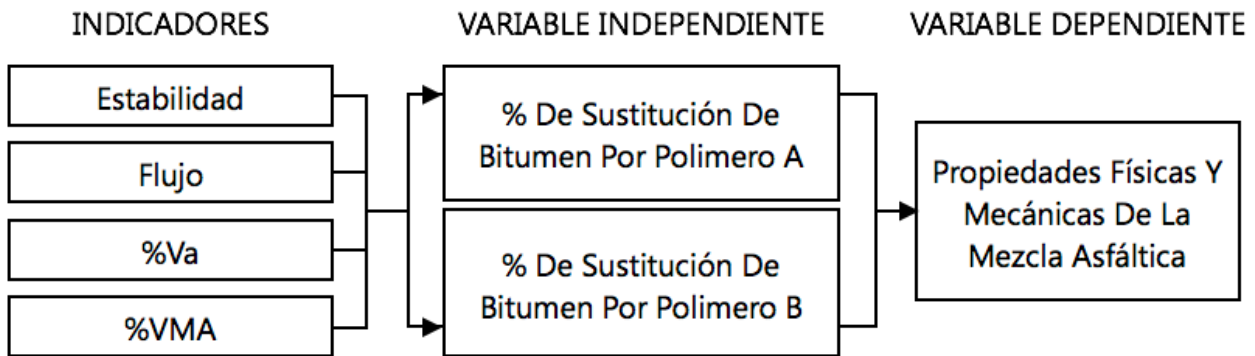 INDICADORES
VARIABLE INDEPENDIENTE
VARIABLE DEPENDIENTE
Estabilidad
Flujo
%Va
%VMA
% De Sustitución De
Bitumen Por Polimero A
% De Sustitución De
Bitumen Por Polimero B
Propiedades Físicas Y
Mecánicas De La
Mezcla Asfáltica